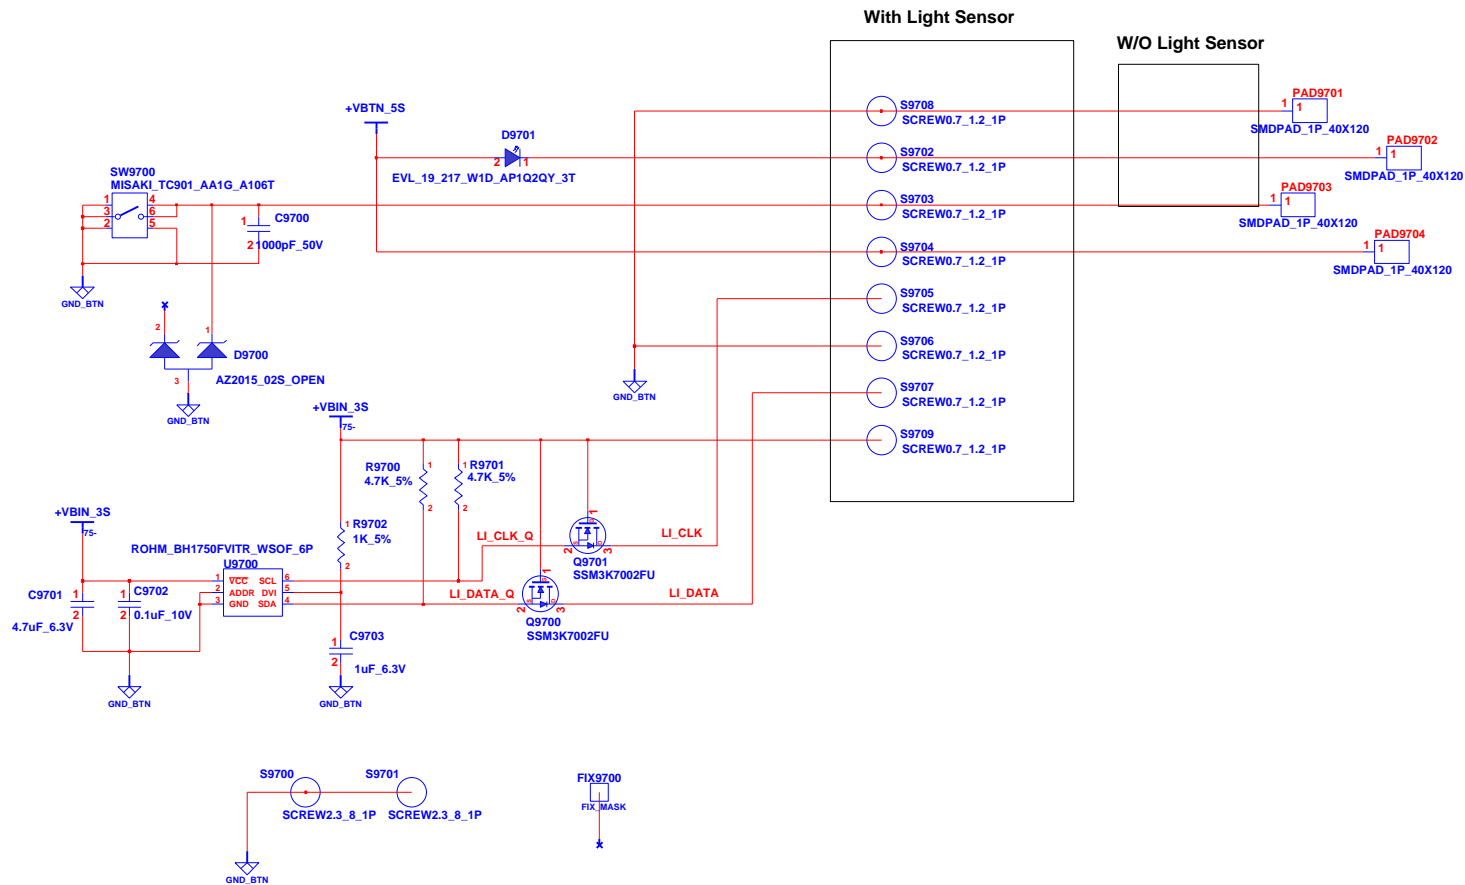 With Light Sensor
W/O Light Sensor
+VBTN_5S
S9708
SCREW0.7_1.2_1P
1
1
PAD9701
SMDPAD_1P_40X120
D9701
2
1
EVL_19_217_W1D_AP1Q2QY_3T
S9702
SCREW0.7_1.2_1P
1
1
PAD9702
SMDPAD_1P_40X120
SW9700
MISAKI_TC901_AA1G_A106T
1
3
2
4
6
5
C9700
1
2
1000pF_50V
S9703
SCREW0.7_1.2_1P
1
1
PAD9703
SMDPAD_1P_40X120
S9704
SCREW0.7_1.2_1P
1
1
PAD9704
SMDPAD_1P_40X120
GND_BTN
S9705
SCREW0.7_1.2_1P
2
1
3
D9700
AZ2015_02S_OPEN
GND_BTN
S9706
SCREW0.7_1.2_1P
GND_BTN
S9707
SCREW0.7_1.2_1P
+VBIN_3S
75-
S9709
SCREW0.7_1.2_1P
R9700
4.7K_5%
1
2
R9701
4.7K_5%
1
2
R9702
1K_5%
1
2
+VBIN_3S
75-
ROHM_BH1750FVITR_WSOF_6P
U9700
1
2
3
VCC
ADDR
GND
SCL
DVI
SDA
6
5
4
LI_CLK_Q
LI_CLK
1
2
3
Q9701
SSM3K7002FU
LI_DATA_Q
LI_DATA
1
2
3
Q9700
SSM3K7002FU
C9701
1
2
4.7uF_6.3V
C9702
1
2
0.1uF_10V
C9703
1
2
1uF_6.3V
GND_BTN
GND_BTN
S9700
SCREW2.3_8_1P
S9701
SCREW2.3_8_1P
FIX9700
FIX_MASK
GND_BTN